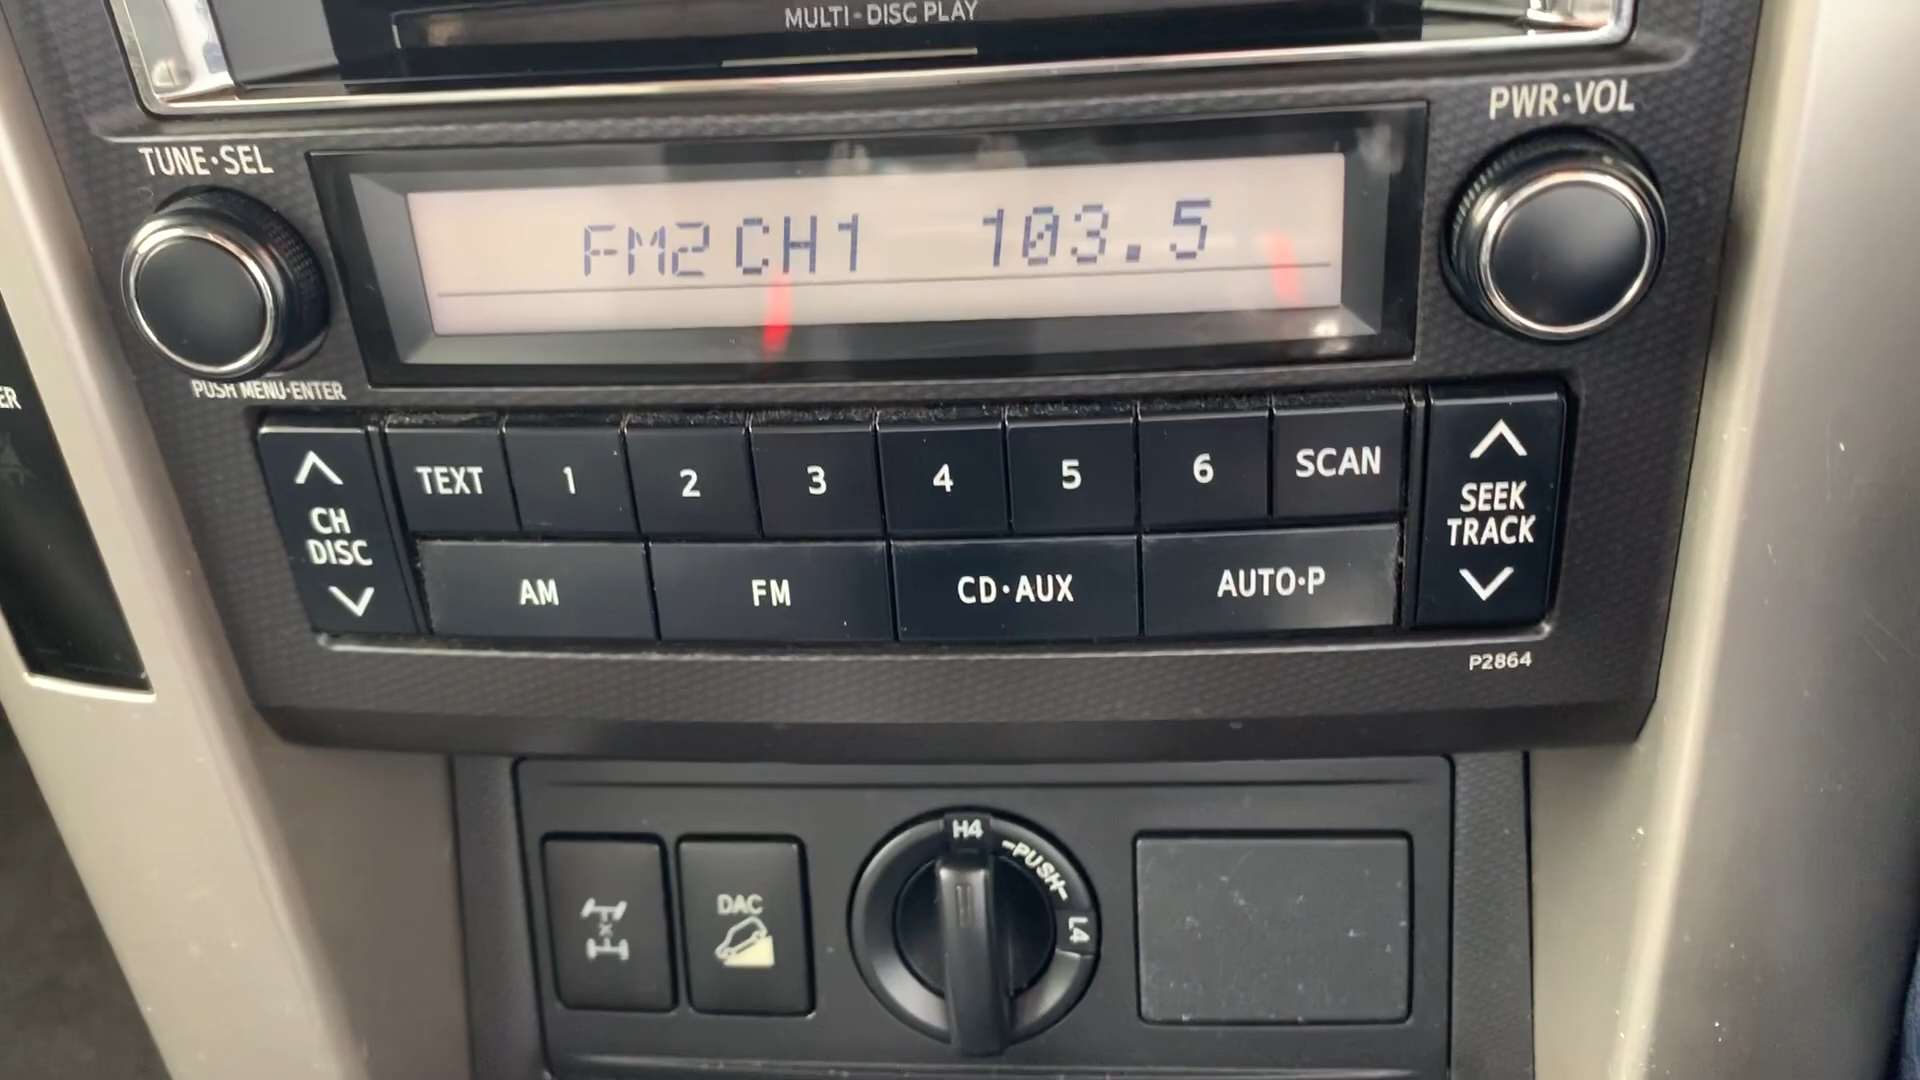 MULTI-DISC PLAY
PWR·VOL
TUNE·SEL
FM2 CH1 103.5
PUSH MENU·ENTER
ER
TEXT 1 2 3 4 5 6 SCAN
CH
DISC
SEEK
TRACK
AM FM CD·AUX AUTO·P
P2864
H4
-PUSH-
L4
DAC